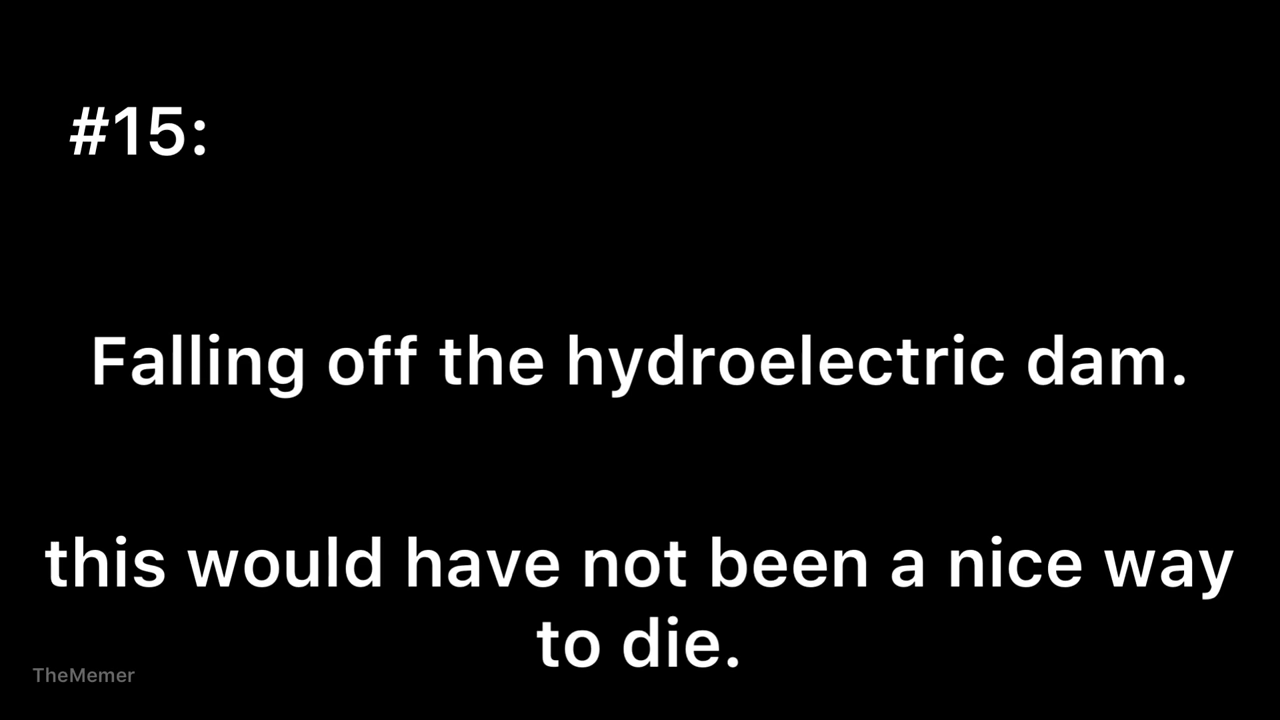 #15:
Falling off the hydroelectric dam.
this would have not been a nice way
to die.
TheMemer